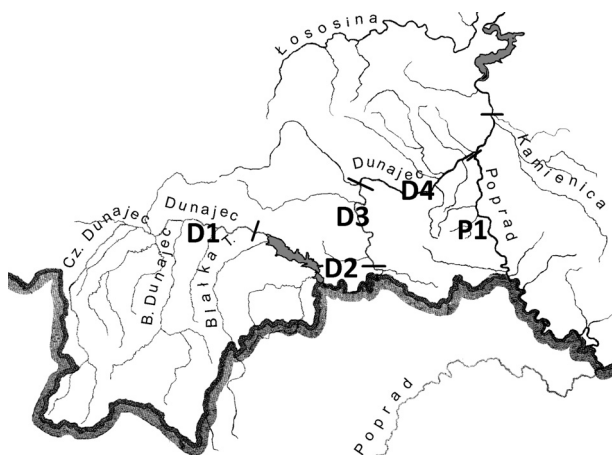 Łososina
Kamienica
Dunajec
D4
Poprad
Dunajec
D3
Cz. Dunajec
D1
P1
B. Dunajec
Białka T.
D2
Poprad